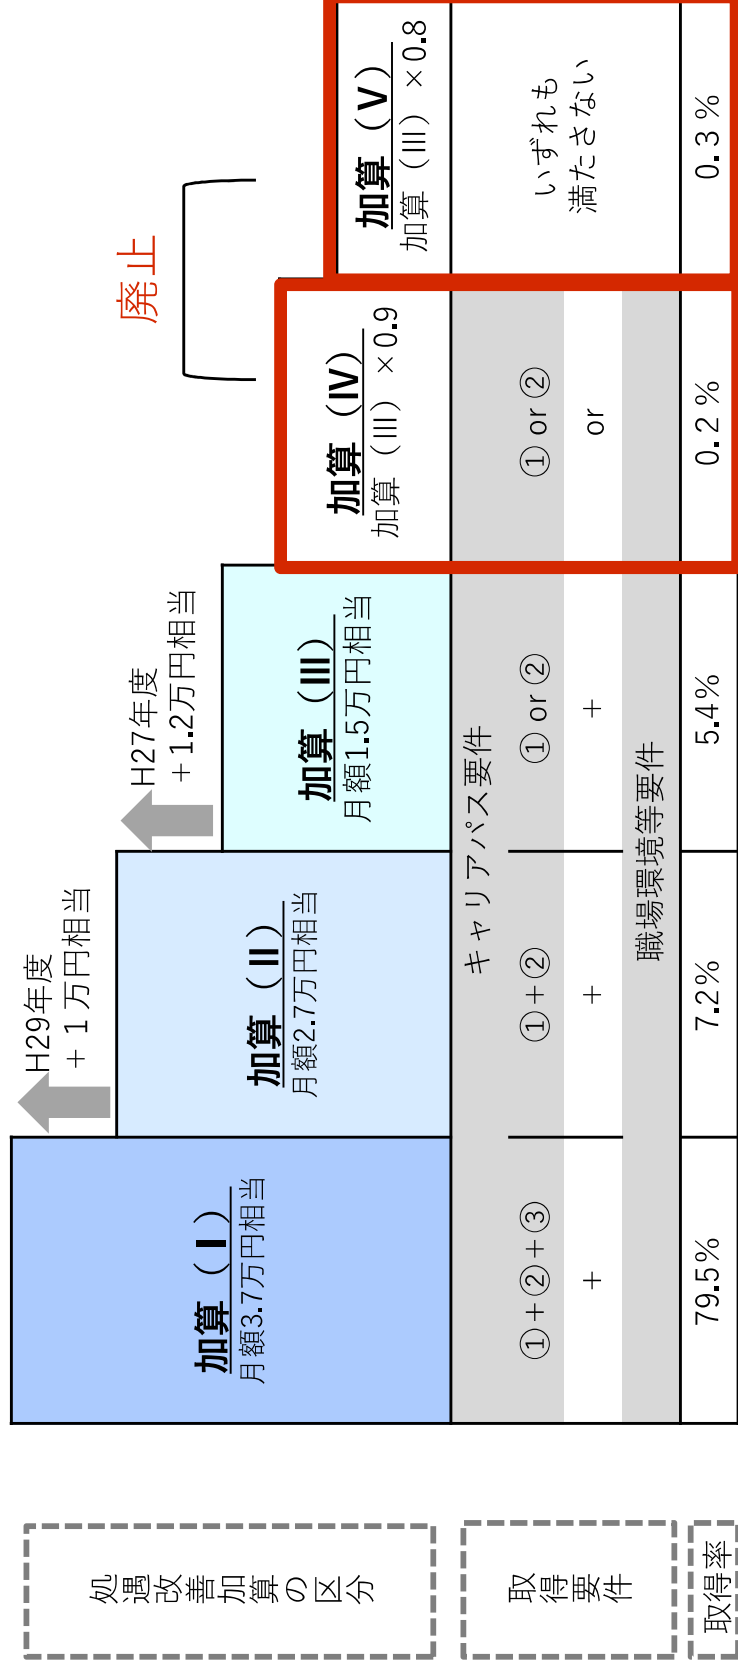 処遇改善加算の区分
加算（Ⅰ）
月額3.7万円相当
H29年度
＋１万円相当
加算（Ⅱ）
月額2.7万円相当
H27年度
＋1.2万円相当
加算（Ⅲ）
月額1.5万円相当
廃止
加算（Ⅳ）
加算（Ⅲ）×0.9
加算（Ⅴ）
加算（Ⅲ）×0.8
取得要件
キャリアパス要件
①＋②＋③
①＋②
① or ②
① or ②
＋
＋
＋
or
職場環境等要件
いずれも
満たさない
取得率
79.5%
7.2%
5.4%
0.2％
0.3％